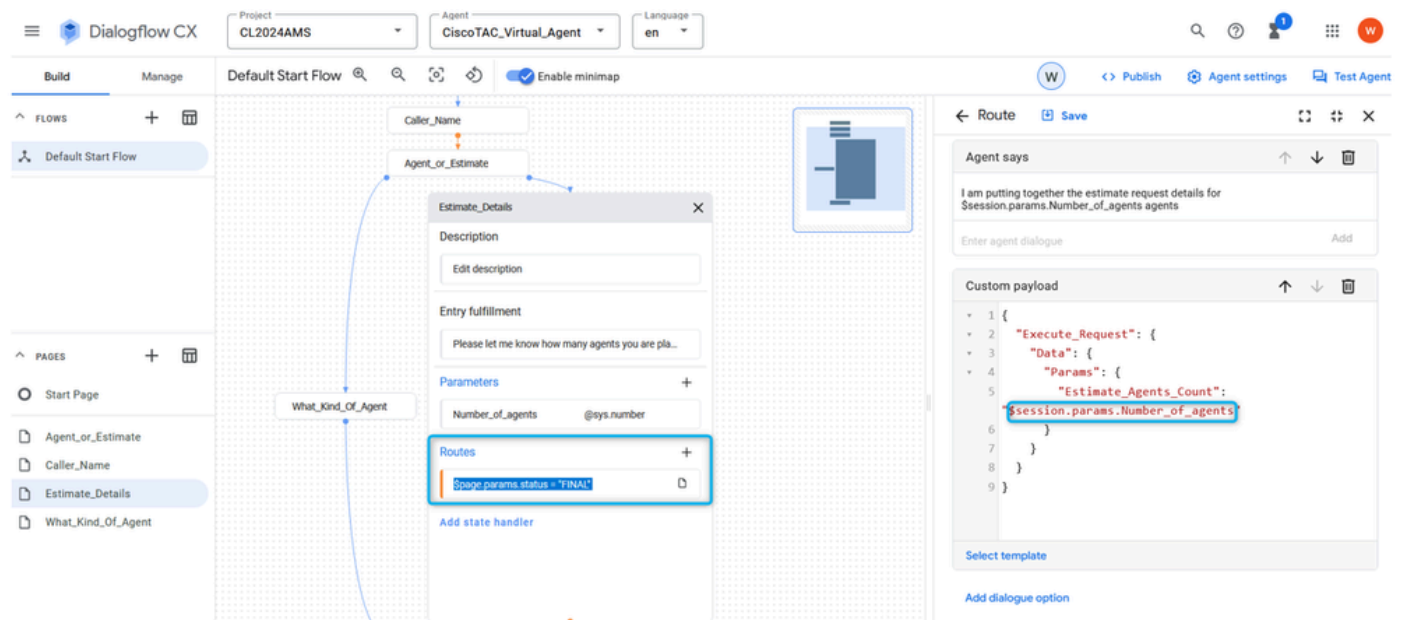 Dialogflow CX
Project
CL2024AMS
Agent
CiscoTAC_Virtual_Agent
Language
en
1
W
Build
Manage
Default Start Flow
Enable minimap
W
<> Publish
Agent settings
Test Agent
FLOWS
Default Start Flow
PAGES
Start Page
Agent_or_Estimate
Caller_Name
Estimate_Details
What_Kind_Of_Agent
Caller_Name
Agent_or_Estimate
What_Kind_Of_Agent
Estimate_Details
Description
Edit description
Entry fulfillment
Please let me know how many agents you are pla...
Parameters
Number_of_agents @sys.number
Routes
$page.params.status = "FINAL"
Add state handler
Route
Save
Agent says
I am putting together the estimate request details for
$session.params.Number_of_agents agents
Enter agent dialogue
Add
Custom payload
1 {
2 "Execute_Request": {
3 "Data": {
4 "Params": {
5 "Estimate_Agents_Count":
"$session.params.Number_of_agents"
6 }
7 }
8 }
9 }
Select template
Add dialogue option